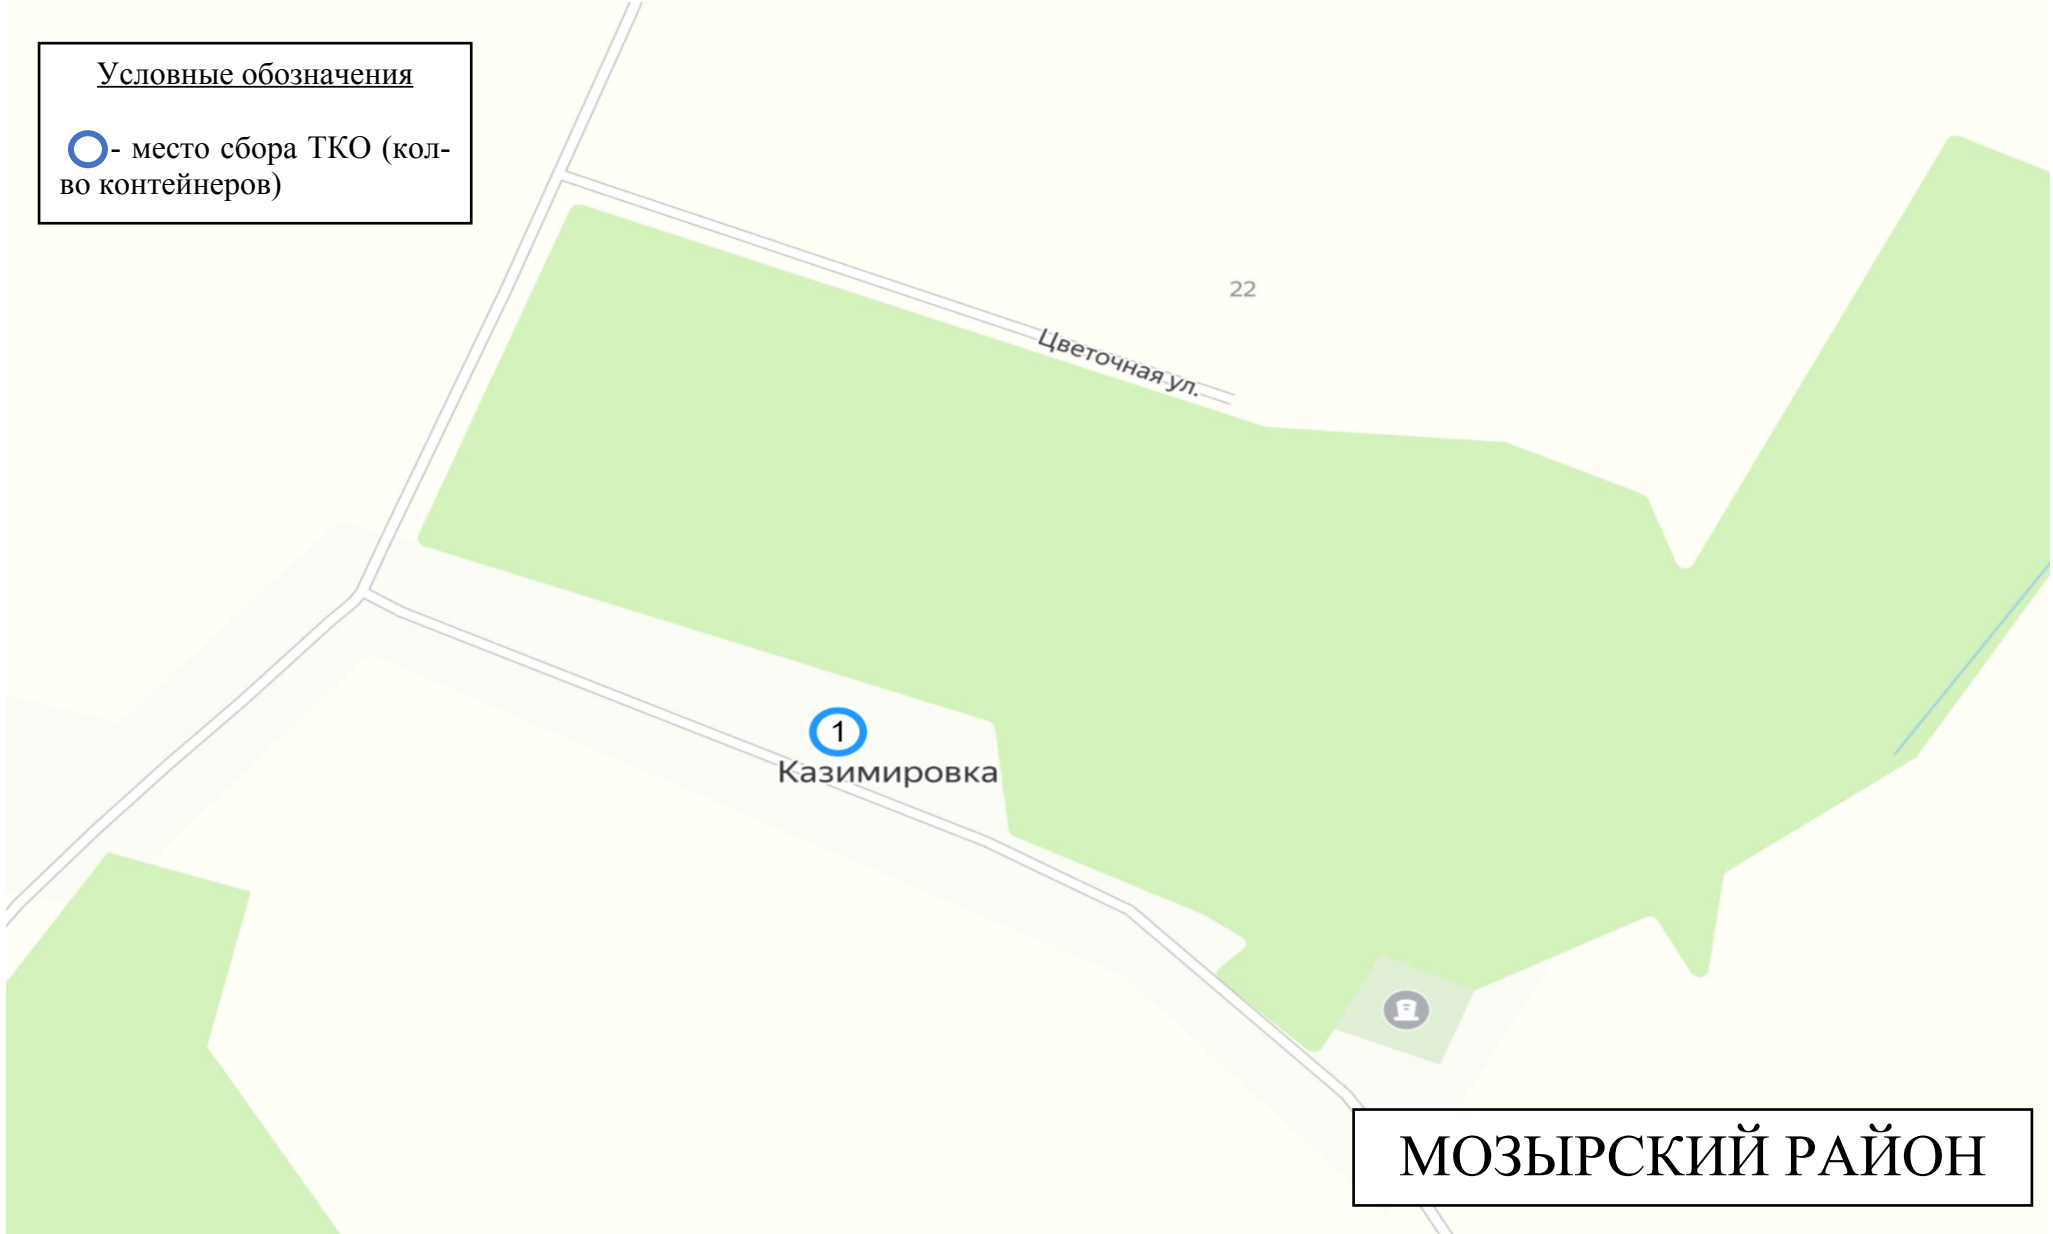 Условные обозначения
- место сбора ТКО (кол-
во контейнеров)
22
Цветочная ул.
1
Казимировка
МОЗЫРСКИЙ РАЙОН